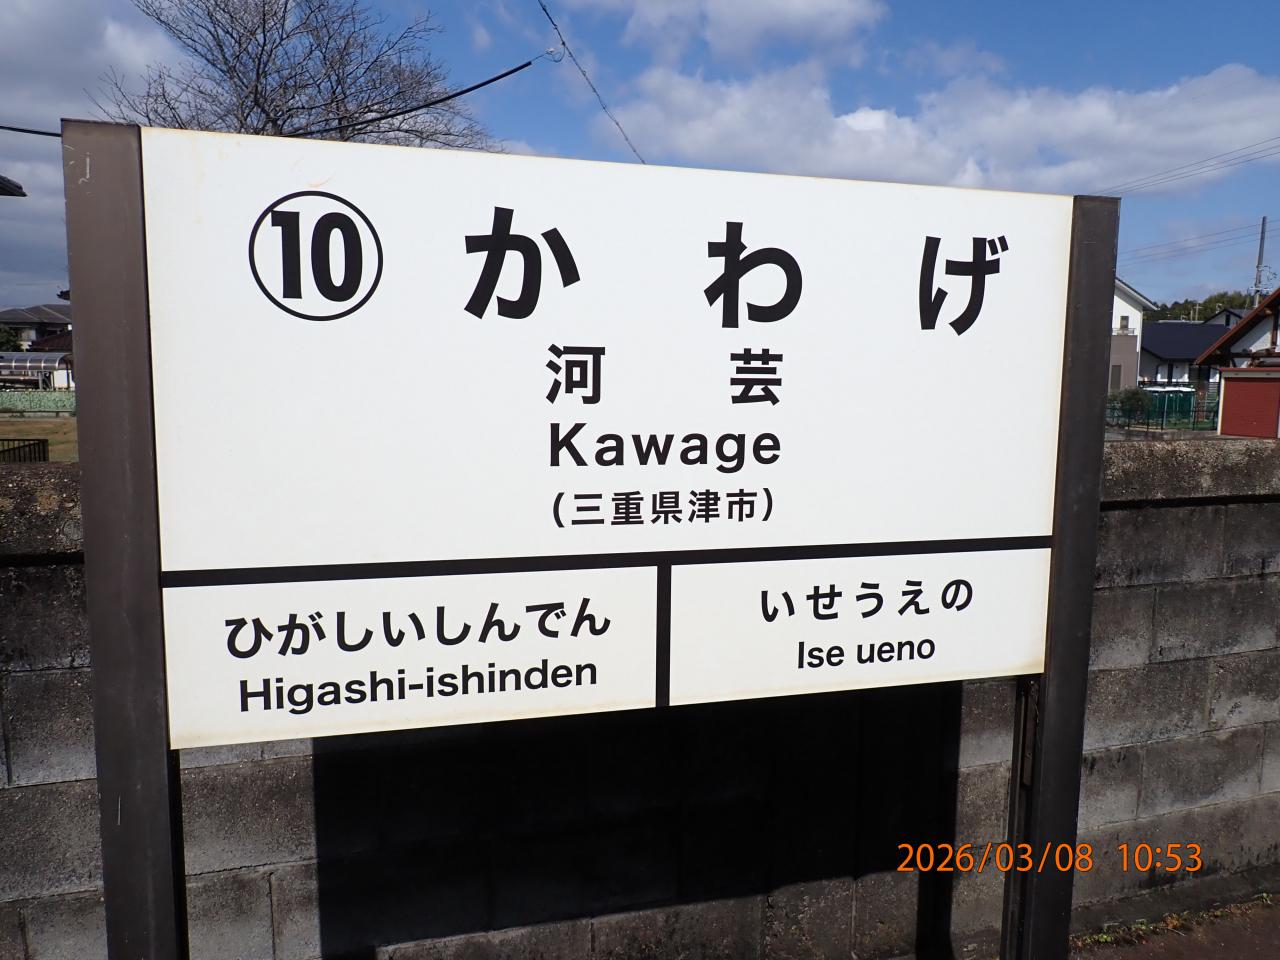 ⑩ かわげ
河芸
Kawage
(三重県津市)
ひがしいしんでん
Higashi-ishinden
いせうえの
Ise ueno
2026/03/08 10:53